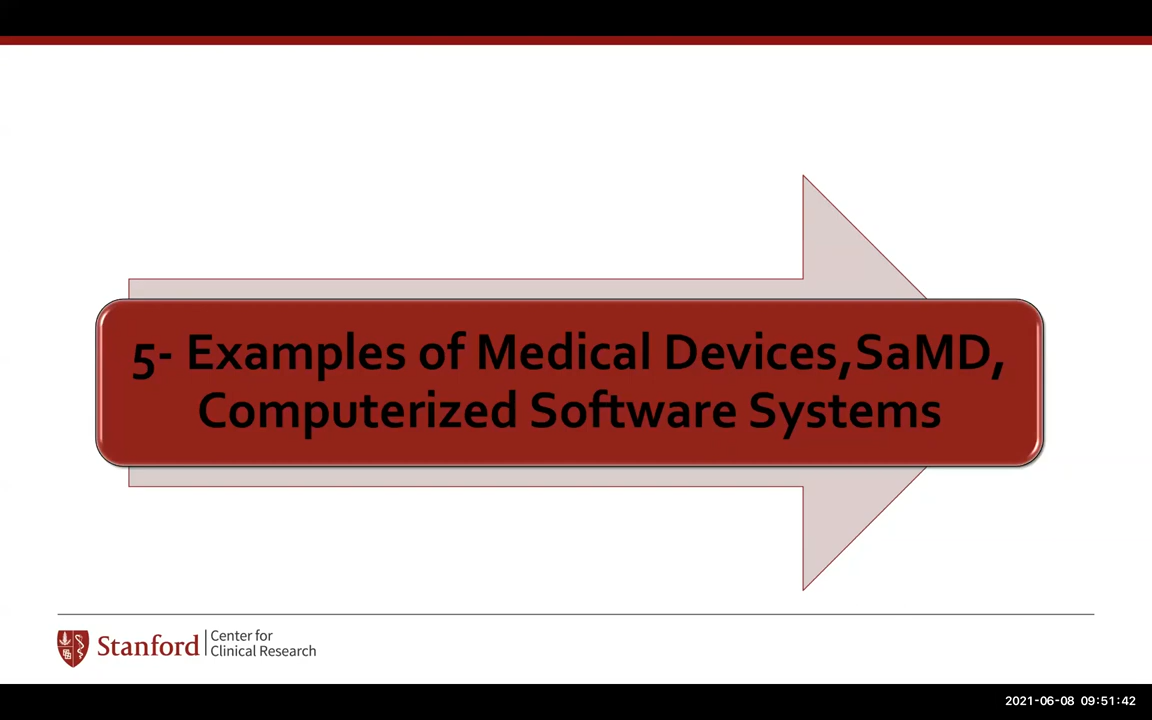 5- Examples of Medical Devices,SaMD,
Computerized Software Systems
Stanford
Center for
Clinical Research
2021-06-08 09:51:42